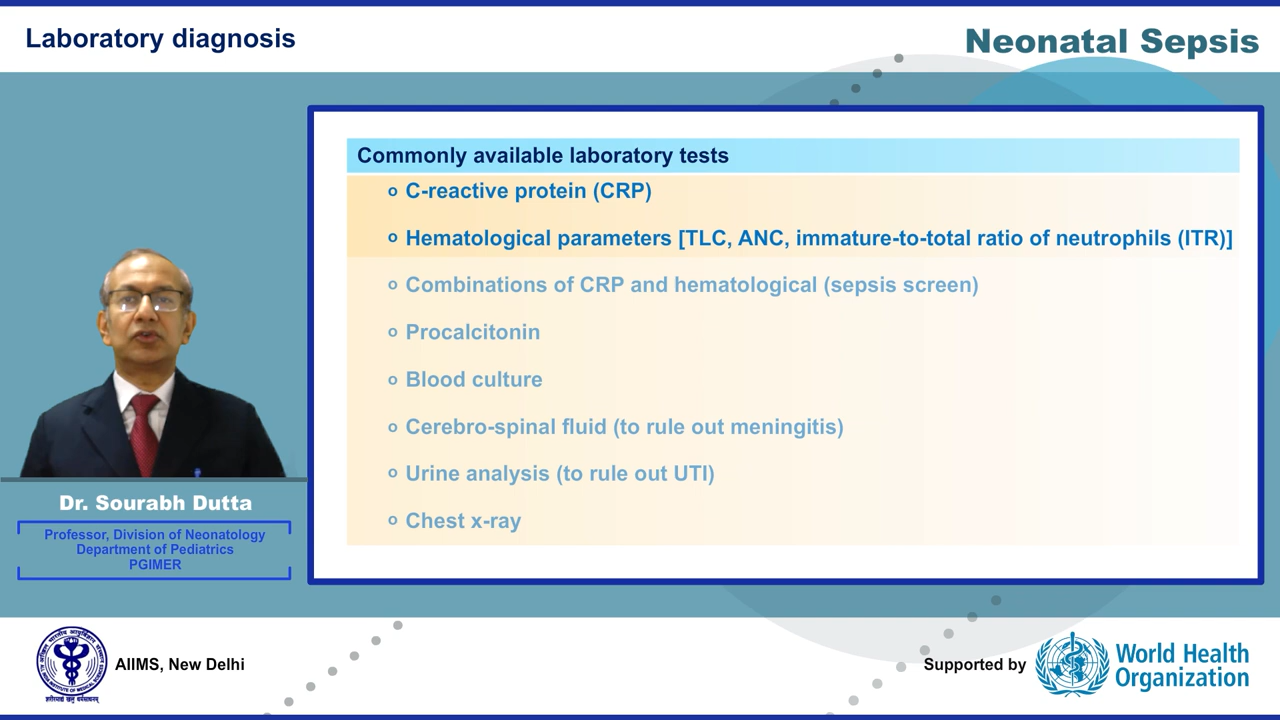 Laboratory diagnosis
Neonatal Sepsis
Commonly available laboratory tests
C-reactive protein (CRP)
Hematological parameters [TLC, ANC, immature-to-total ratio of neutrophils (ITR)]
Combinations of CRP and hematological (sepsis screen)
Procalcitonin
Blood culture
Cerebro-spinal fluid (to rule out meningitis)
Urine analysis (to rule out UTI)
Chest x-ray
Dr. Sourabh Dutta
Professor, Division of Neonatology
Department of Pediatrics
PGIMER
AIIMS, New Delhi
Supported by
World Health
Organization